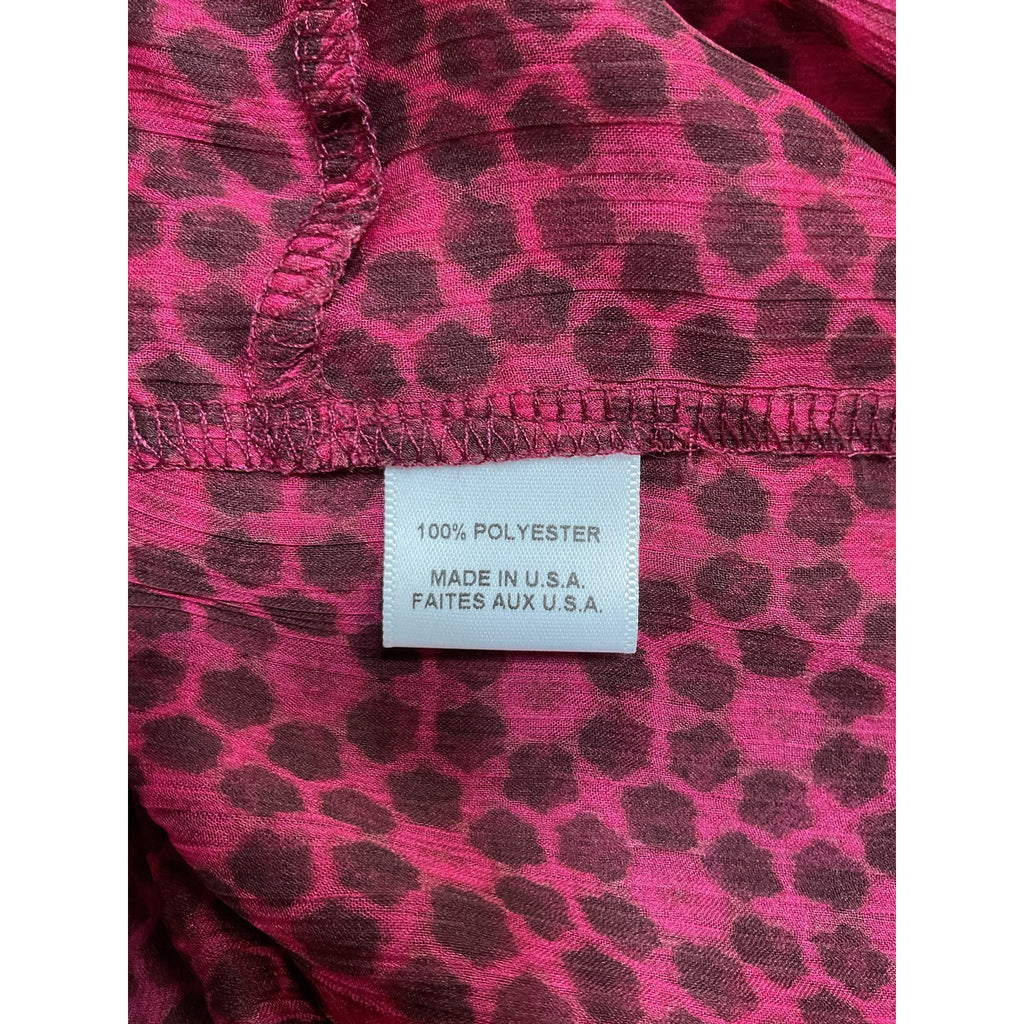 100% POLYESTER
MADE IN U.S.A.
FAITES AUX U.S.A.